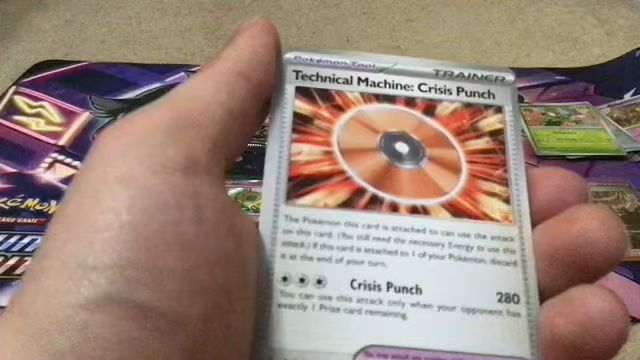 Pokémon Tool
TRAINER
Technical Machine: Crisis Punch
The Pokémon this card is attached to can use the attack
on this card. (You still need the necessary Energy to use this
attack.) If this card is attached to 1 of your Pokémon, discard
it at the end of your turn.
Crisis Punch 280
You can use this attack only when your opponent has
exactly 1 Prize card remaining.
CARD GAME